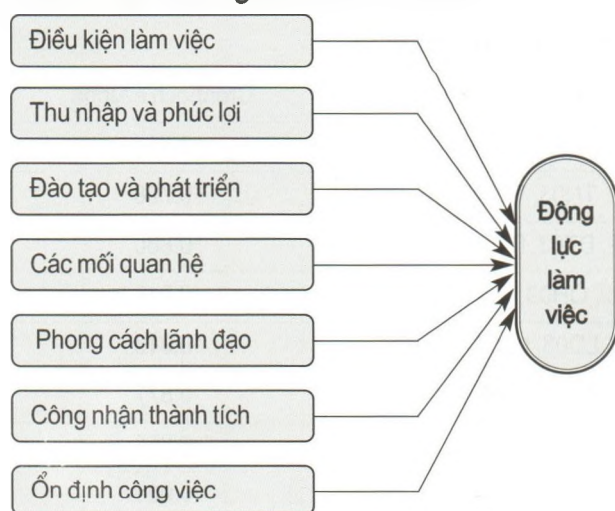 Điều kiện làm việc
Thu nhập và phúc lợi
Đào tạo và phát triển
Các mối quan hệ
Phong cách lãnh đạo
Công nhận thành tích
Ổn định công việc
Động
lực
làm
việc